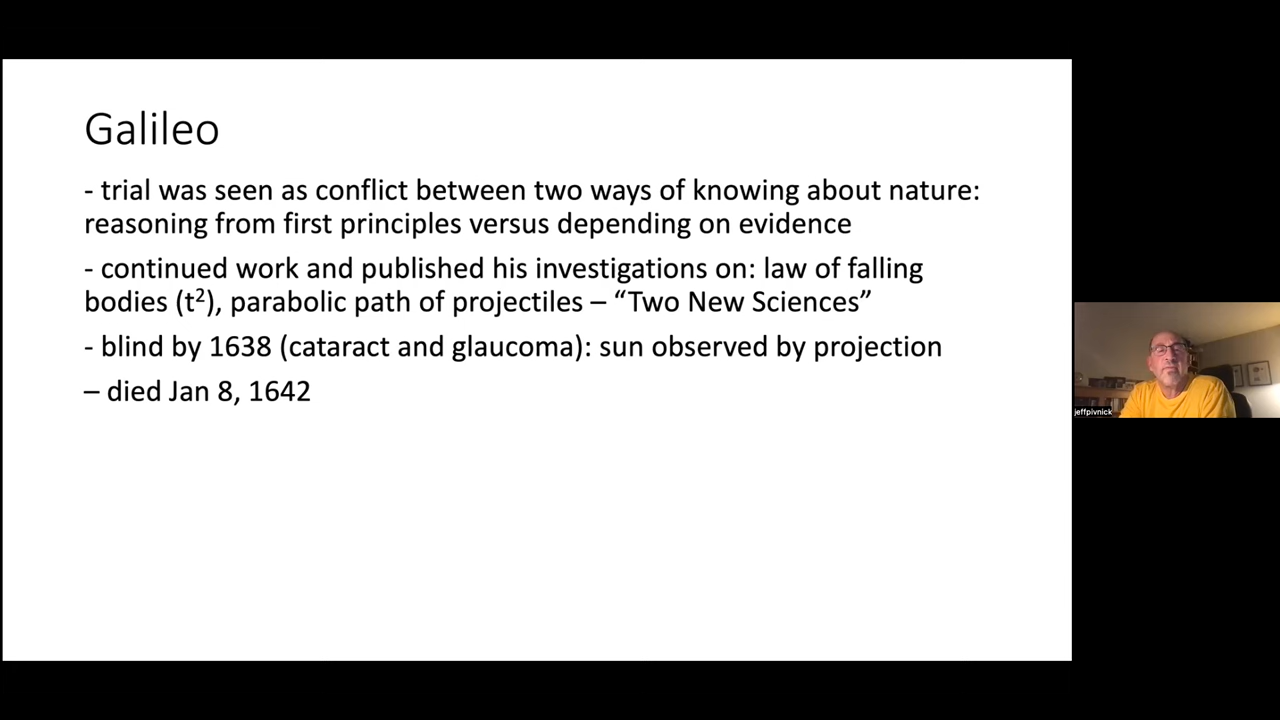 Galileo
- trial was seen as conflict between two ways of knowing about nature:
reasoning from first principles versus depending on evidence
- continued work and published his investigations on: law of falling
bodies (t²), parabolic path of projectiles – “Two New Sciences”
- blind by 1638 (cataract and glaucoma): sun observed by projection
– died Jan 8, 1642
jeffpivnick